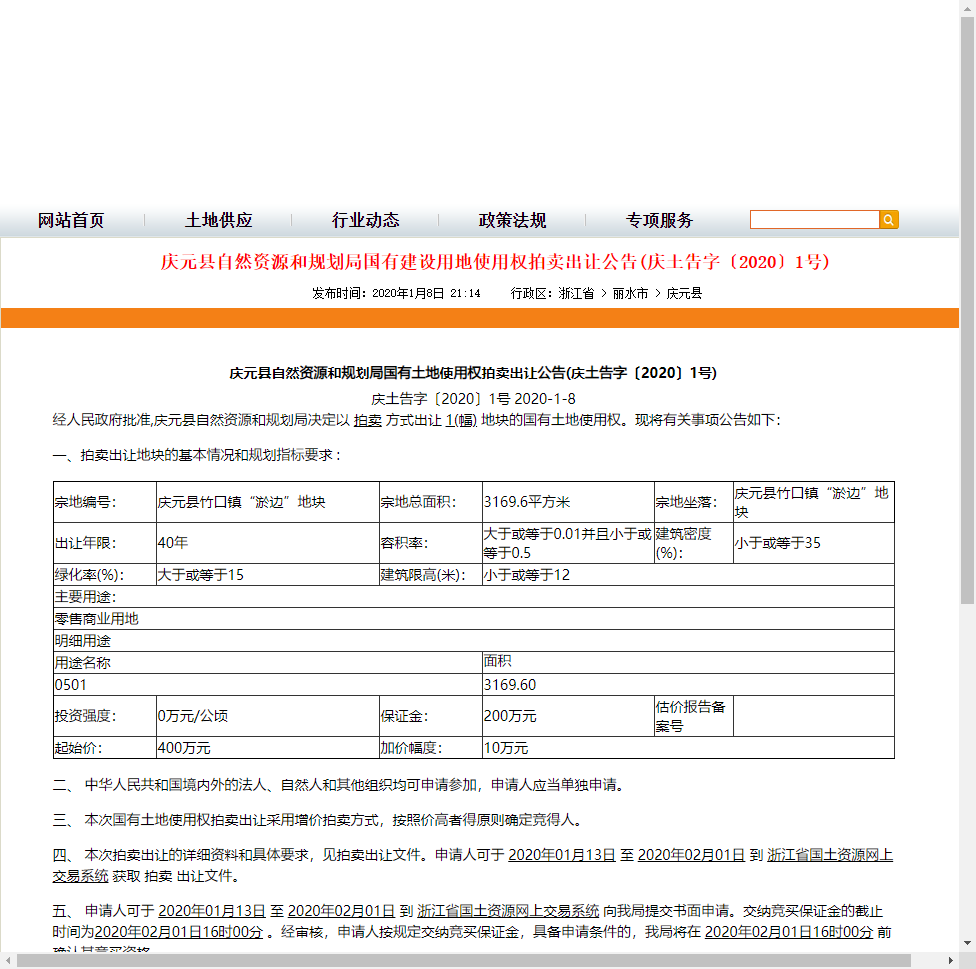 网站首页 土地供应 行业动态 政策法规 专项服务
庆元县自然资源和规划局国有建设用地使用权拍卖出让公告(庆土告字〔2020〕1号)
发布时间：2020年1月8日 21:14 行政区：浙江省 > 丽水市 > 庆元县
庆元县自然资源和规划局国有土地使用权拍卖出让公告(庆土告字〔2020〕1号)
庆土告字〔2020〕1号 2020-1-8
经人民政府批准,庆元县自然资源和规划局决定以 拍卖 方式出让 1(幅) 地块的国有土地使用权。现将有关事项公告如下：
一、拍卖出让地块的基本情况和规划指标要求：
宗地编号： 庆元县竹口镇“淤边”地块 宗地总面积： 3169.6平方米 宗地坐落： 庆元县竹口镇“淤边”地块
出让年限： 40年 容积率： 大于或等于0.01并且小于或等于0.5 建筑密度(%)： 小于或等于35
绿化率(%)： 大于或等于15 建筑限高(米)： 小于或等于12
主要用途：
零售商业用地
明细用途
用途名称 面积
0501 3169.60
投资强度： 0万元/公顷 保证金： 200万元 估价报告备案号
起始价： 400万元 加价幅度： 10万元
二、 中华人民共和国境内外的法人、自然人和其他组织均可申请参加，申请人应当单独申请。
三、 本次国有土地使用权拍卖出让采用增价拍卖方式，按照价高者得原则确定竞得人。
四、 本次拍卖出让的详细资料和具体要求，见拍卖出让文件。申请人可于 2020年01月13日 至 2020年02月01日 到 浙江省国土资源网上
交易系统 获取 拍卖 出让文件。
五、 申请人可于 2020年01月13日 至 2020年02月01日 到 浙江省国土资源网上交易系统 向我局提交书面申请。交纳竞买保证金的截止
时间为2020年02月01日16时00分 。经审核，申请人按规定交纳竞买保证金，具备申请条件的，我局将在 2020年02月01日16时00分 前
确认其竞买资格